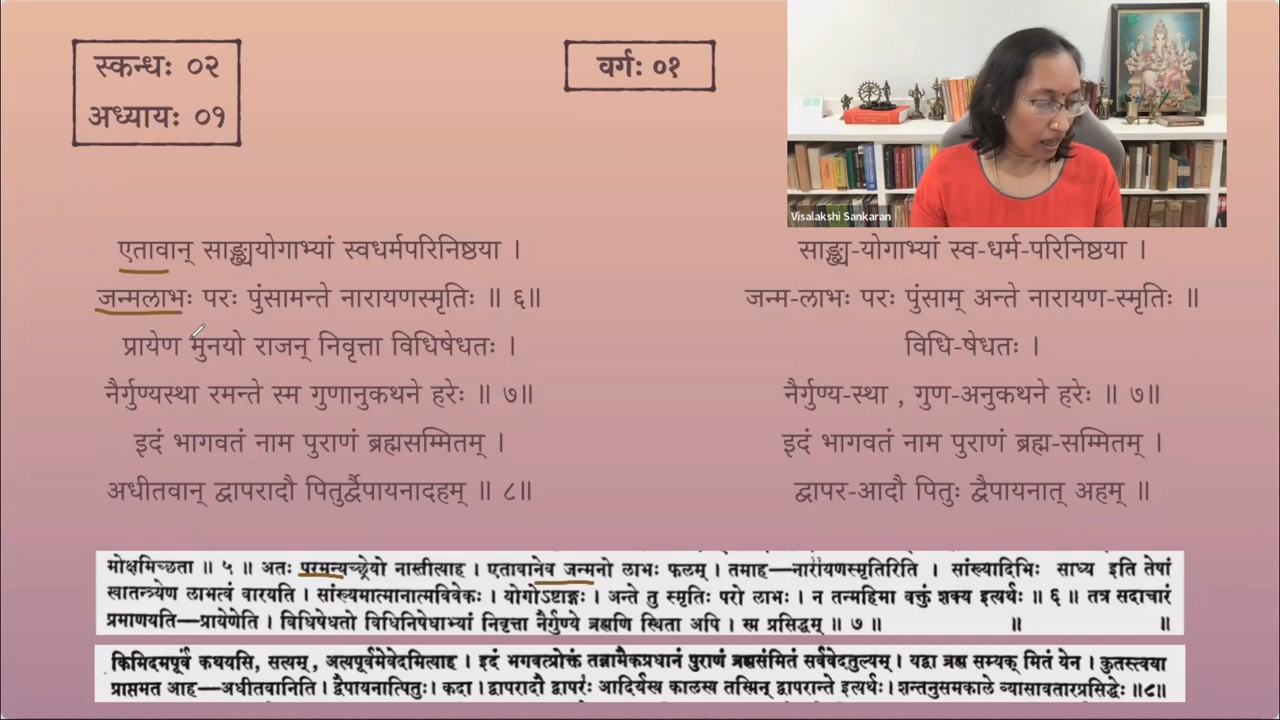 स्कन्धः ०२
अध्यायः ०१
वर्गः ०१
Visalakshi Sankaran
एतावान् साङ्ख्ययोगाभ्यां स्वधर्मपरिनिष्ठया ।
जन्मलाभः परः पुंसामन्ते नारायणस्मृतिः ॥ ६॥
प्रायेण मुनयो राजन् निवृत्ता विधिषेधतः ।
नैर्गुण्यस्था रमन्ते स्म गुणानुकथने हरेः ॥ ७॥
इदं भागवतं नाम पुराणं ब्रह्मसम्मितम् ।
अधीतवान् द्वापरादौ पितुर्द्वैपायनादहम् ॥ ८॥
साङ्ख्य-योगाभ्यां स्व-धर्म-परिनिष्ठया ।
जन्म-लाभः परः पुंसाम् अन्ते नारायण-स्मृतिः ॥
विधि-षेधतः ।
नैर्गुण्य-स्था , गुण-अनुकथने हरेः ॥ ७॥
इदं भागवतं नाम पुराणं ब्रह्म-सम्मितम् ।
द्वापर-आदौ पितुः द्वैपायनात् अहम् ॥
मोक्षमिच्छता ॥ ५ ॥ अतः परमन्यच्छ्रेयो नास्तीत्याह । एतावानेव जन्मनो लाभः फलम् । तमाह—नारायणस्मृतिरिति । सांख्यादिभिः साध्य इति तेषां
स्वातन्त्र्येण लाभत्वं वारयति । सांख्यमात्मानात्मविवेकः । योगोऽष्टाङ्गः । अन्ते तु स्मृतिः परो लाभः । न तन्महिमा वक्तुं शक्य इत्यर्थः ॥ ६ ॥ तत्र सदाचारं
प्रमाणयति—प्रायेणेति । विधिषेधतो विधिनिषेधाभ्यां निवृत्ता नैर्गुण्ये ब्रह्मणि स्थिता अपि । स्म प्रसिद्धम् ॥ ७ ॥ ॥ ॥
किमिदमपूर्वं कथयसि, सत्यम् , अत्यपूर्वमेवेदमित्याह । इदं भगवत्प्रोक्तं तन्नामैकप्रधानं पुराणं ब्रह्मसंमितं सर्ववेदतुल्यम् । यद्वा ब्रह्म सम्यक् मितं येन । कुतस्त्वया
प्राप्तमत आह—अधीतवानिति । द्वैपायनात्पितुः । कदा । द्वापरादौ द्वापरः आदिर्यस्य कालस्य तस्मिन् द्वापरान्ते इत्यर्थः । शन्तनुसमकाले व्यासावतारप्रसिद्धेः ॥८॥